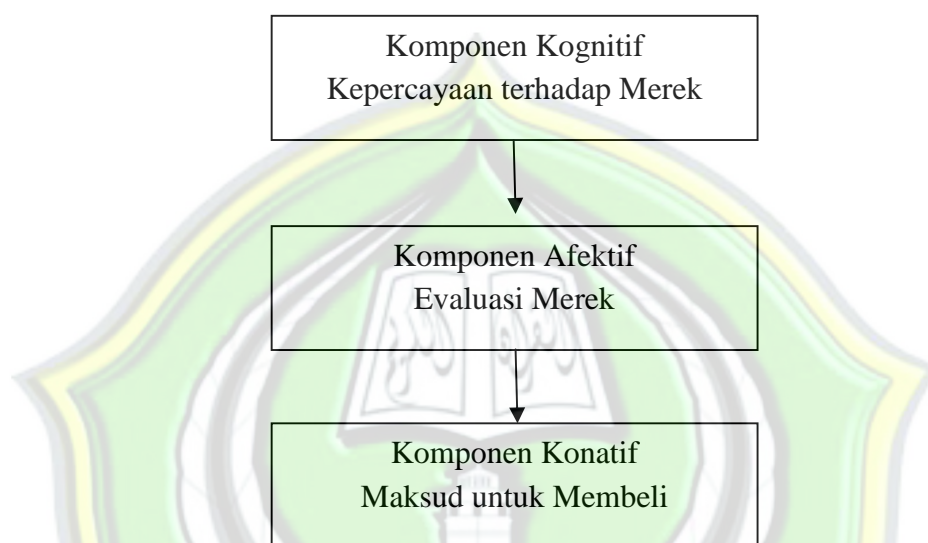 Komponen Kognitif
Kepercayaan terhadap Merek
Komponen Afektif
Evaluasi Merek
Komponen Konatif
Maksud untuk Membeli